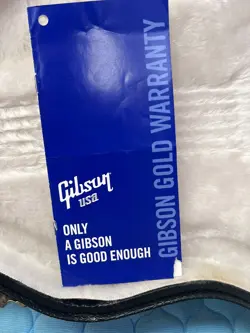 Gibson
USA
ONLY
A GIBSON
IS GOOD ENOUGH
GIBSON GOLD WARRANTY